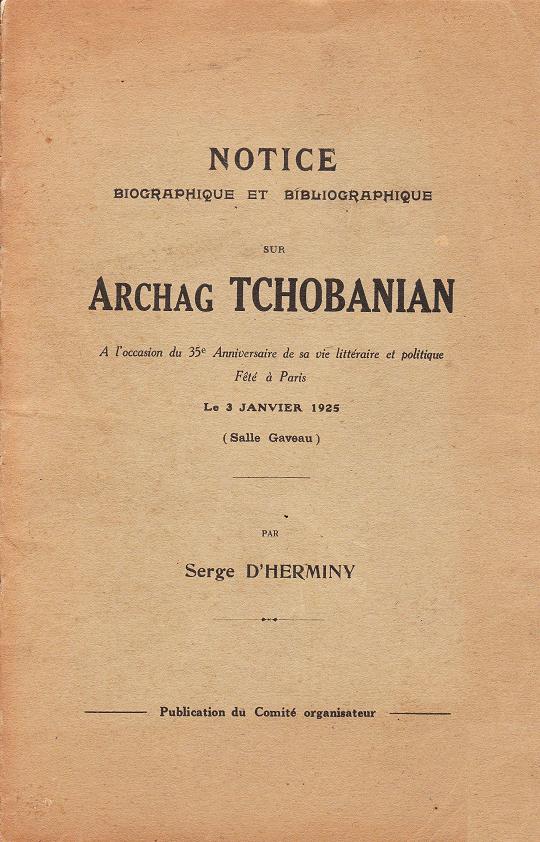 NOTICE
BIOGRAPHIQUE ET BIBLIOGRAPHIQUE
SUR
ARCHAG TCHOBANIAN
A l'occasion du 35e Anniversaire de sa vie littéraire et politique
Fêté à Paris
Le 3 JANVIER 1925
(Salle Gaveau)
PAR
Serge D'HERMINY
Publication du Comité organisateur